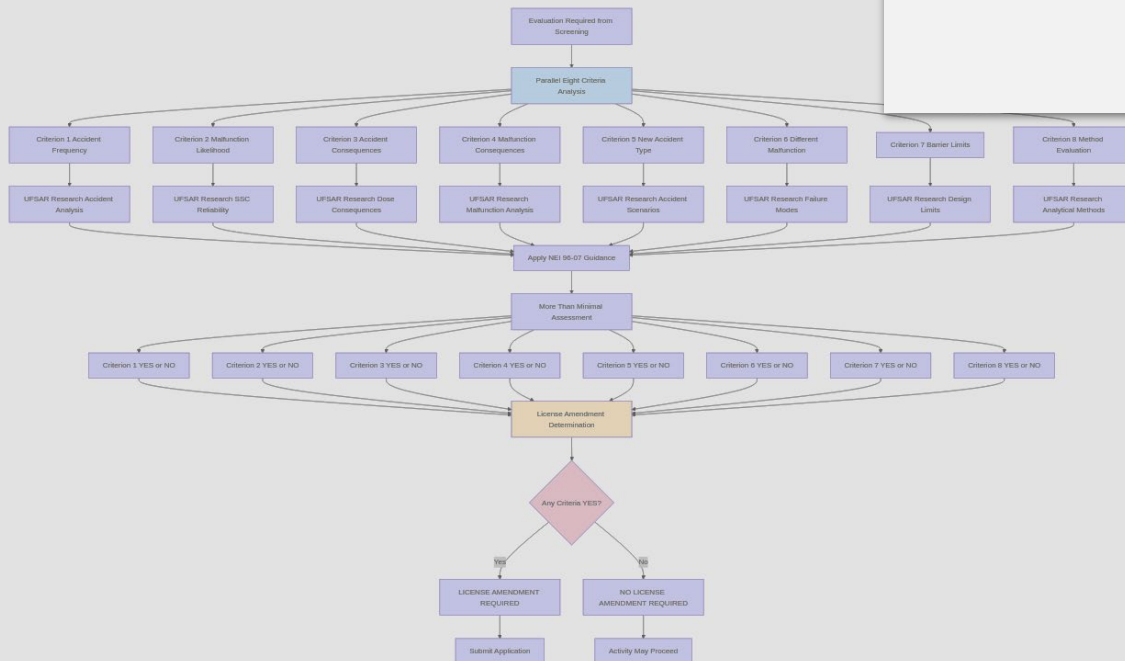 Evaluation Required from
Screening
Parallel Eight Criteria
Analysis
Criterion 1 Accident
Frequency
Criterion 2 Malfunction
Likelihood
Criterion 3 Accident
Consequences
Criterion 4 Malfunction
Consequences
Criterion 5 New Accident
Type
Criterion 6 Different
Malfunction
Criterion 7 Barrier Limits
Criterion 8 Method
Evaluation
UFSAR Research Accident
Analysis
UFSAR Research SSC
Reliability
UFSAR Research Dose
Consequences
UFSAR Research
Malfunction Analysis
UFSAR Research Accident
Scenarios
UFSAR Research Failure
Modes
UFSAR Research Design
Limits
UFSAR Research
Analytical Methods
Apply NEI 96-07 Guidance
More Than Minimal
Assessment
Criterion 1 YES or NO
Criterion 2 YES or NO
Criterion 3 YES or NO
Criterion 4 YES or NO
Criterion 5 YES or NO
Criterion 6 YES or NO
Criterion 7 YES or NO
Criterion 8 YES or NO
License Amendment
Determination
Any Criteria YES?
Yes
No
LICENSE AMENDMENT
REQUIRED
NO LICENSE
AMENDMENT REQUIRED
Submit Application
Activity May Proceed